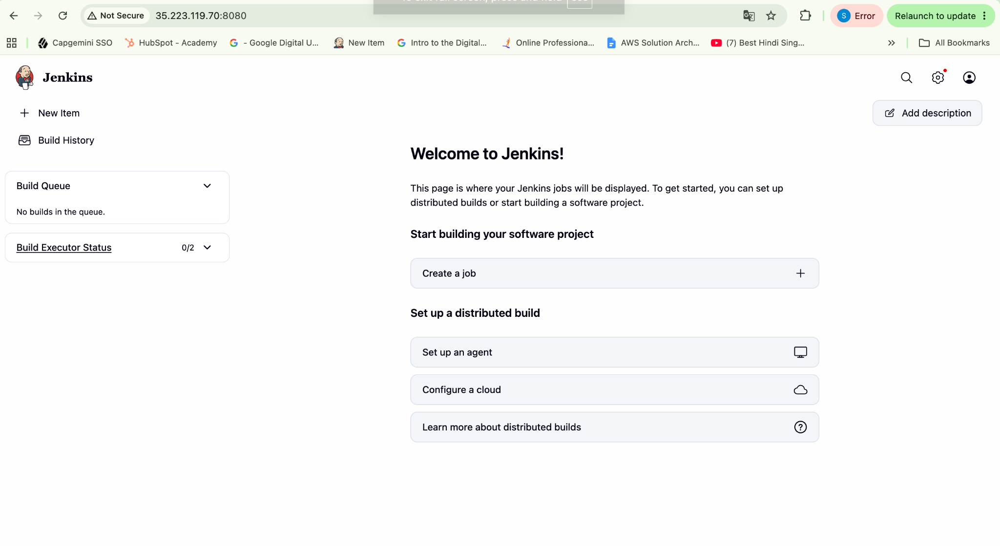 Not Secure 35.223.119.70:8080
S Error
Relaunch to update
Capgemini SSO
HubSpot - Academy
- Google Digital U...
New Item
Intro to the Digital...
Online Professiona...
AWS Solution Arch...
(7) Best Hindi Sing...
All Bookmarks
Jenkins
New Item
Add description
Build History
Build Queue
No builds in the queue.
Build Executor Status 0/2
Welcome to Jenkins!
This page is where your Jenkins jobs will be displayed. To get started, you can set up
distributed builds or start building a software project.
Start building your software project
Create a job
Set up a distributed build
Set up an agent
Configure a cloud
Learn more about distributed builds